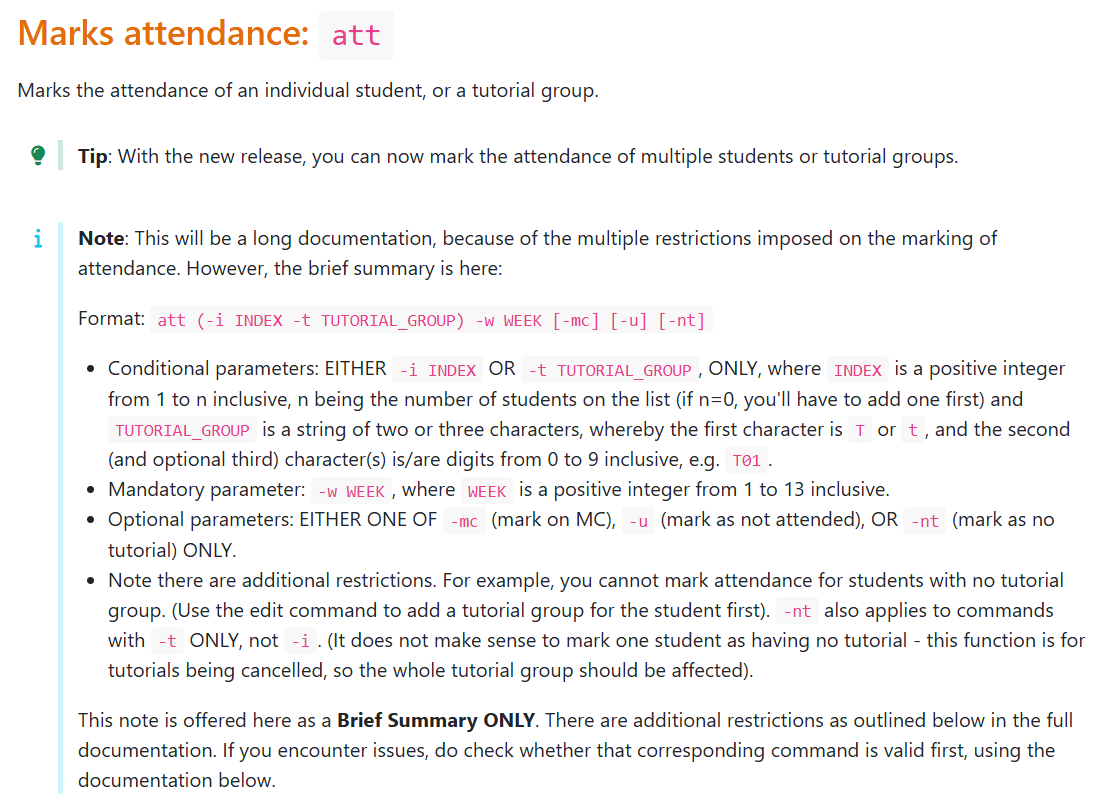 Marks attendance: att
Marks the attendance of an individual student, or a tutorial group.
Tip: With the new release, you can now mark the attendance of multiple students or tutorial groups.
Note: This will be a long documentation, because of the multiple restrictions imposed on the marking of
attendance. However, the brief summary is here:
Format: att (-i INDEX -t TUTORIAL_GROUP) -w WEEK [-mc] [-u] [-nt]
• Conditional parameters: EITHER -i INDEX OR -t TUTORIAL_GROUP , ONLY, where INDEX is a positive integer
from 1 to n inclusive, n being the number of students on the list (if n=0, you'll have to add one first) and
TUTORIAL_GROUP is a string of two or three characters, whereby the first character is T or t , and the second
(and optional third) character(s) is/are digits from 0 to 9 inclusive, e.g. T01 .
• Mandatory parameter: -w WEEK , where WEEK is a positive integer from 1 to 13 inclusive.
• Optional parameters: EITHER ONE OF -mc (mark on MC), -u (mark as not attended), OR -nt (mark as no
tutorial) ONLY.
• Note there are additional restrictions. For example, you cannot mark attendance for students with no tutorial
group. (Use the edit command to add a tutorial group for the student first). -nt also applies to commands
with -t ONLY, not -i . (It does not make sense to mark one student as having no tutorial - this function is for
tutorials being cancelled, so the whole tutorial group should be affected).
This note is offered here as a Brief Summary ONLY. There are additional restrictions as outlined below in the full
documentation. If you encounter issues, do check whether that corresponding command is valid first, using the
documentation below.